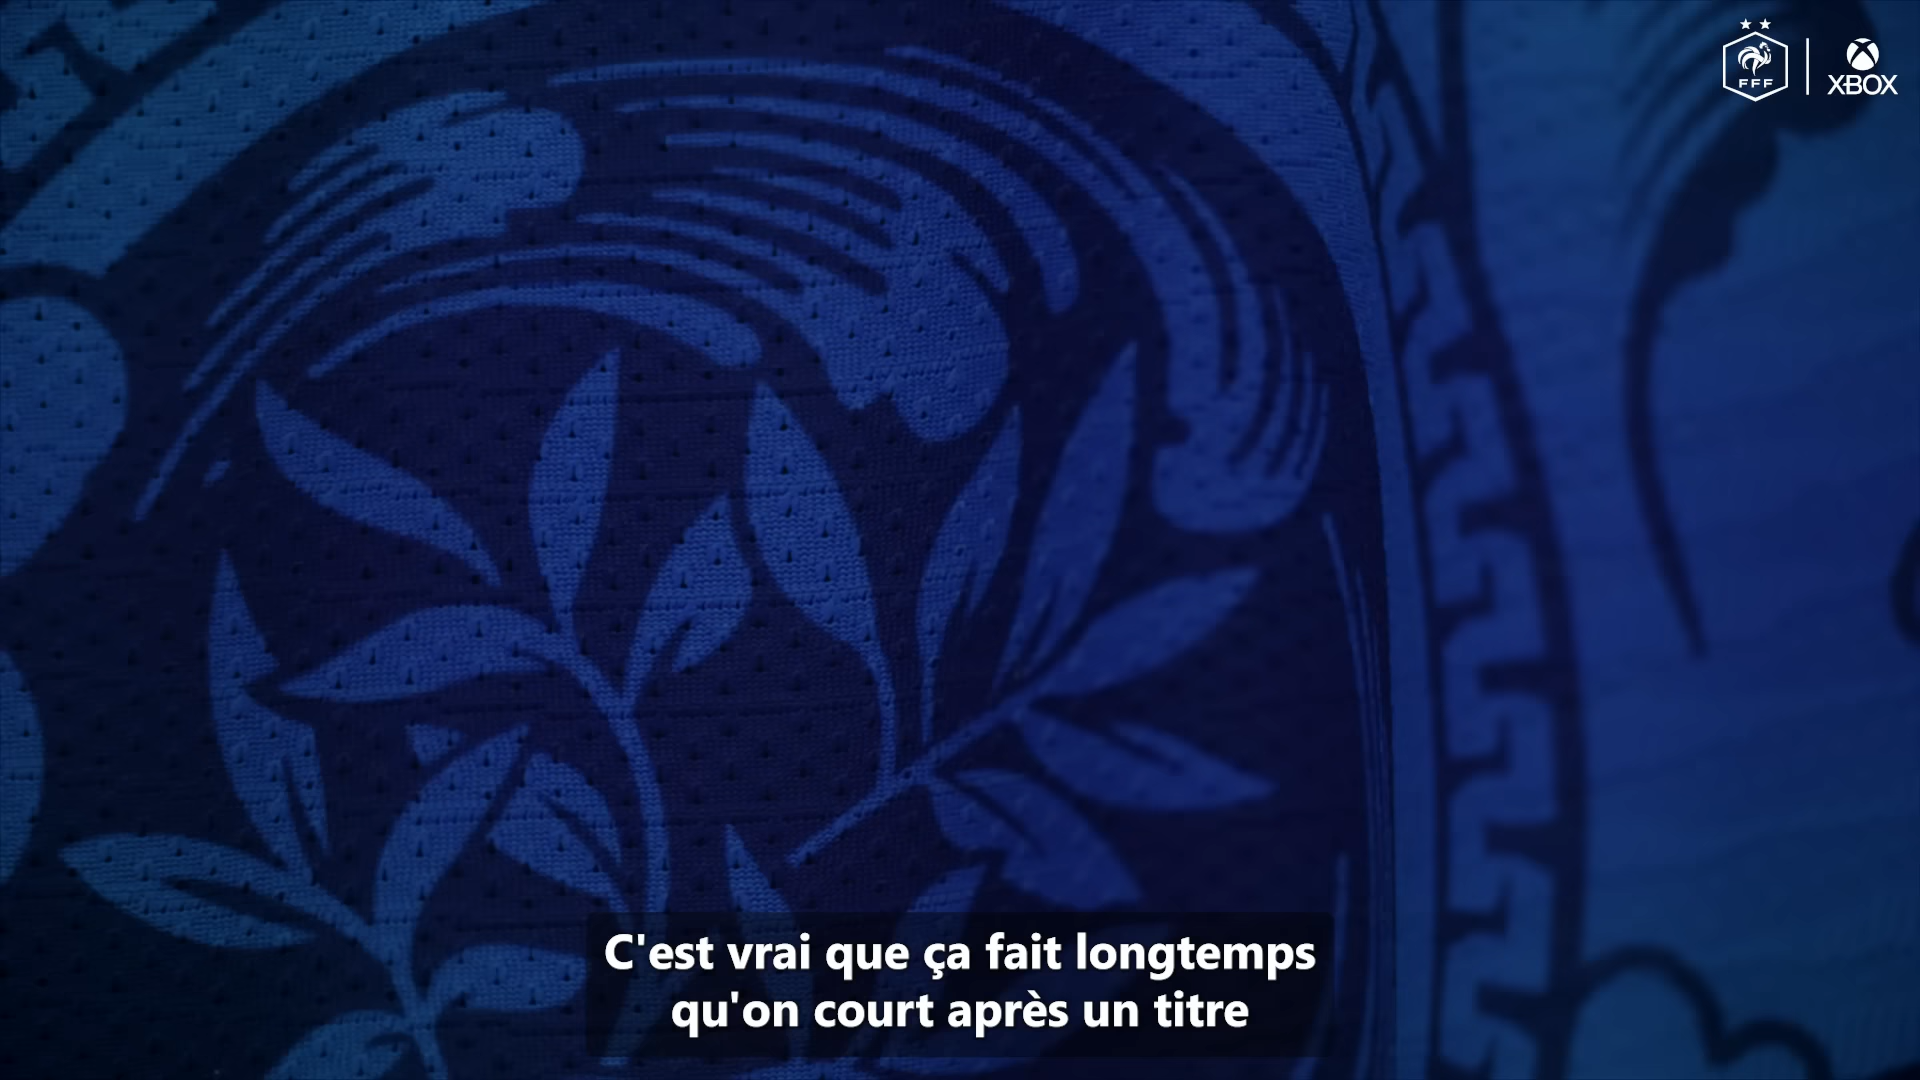 FFF
XBOX
C'est vrai que ça fait longtemps
qu'on court après un titre